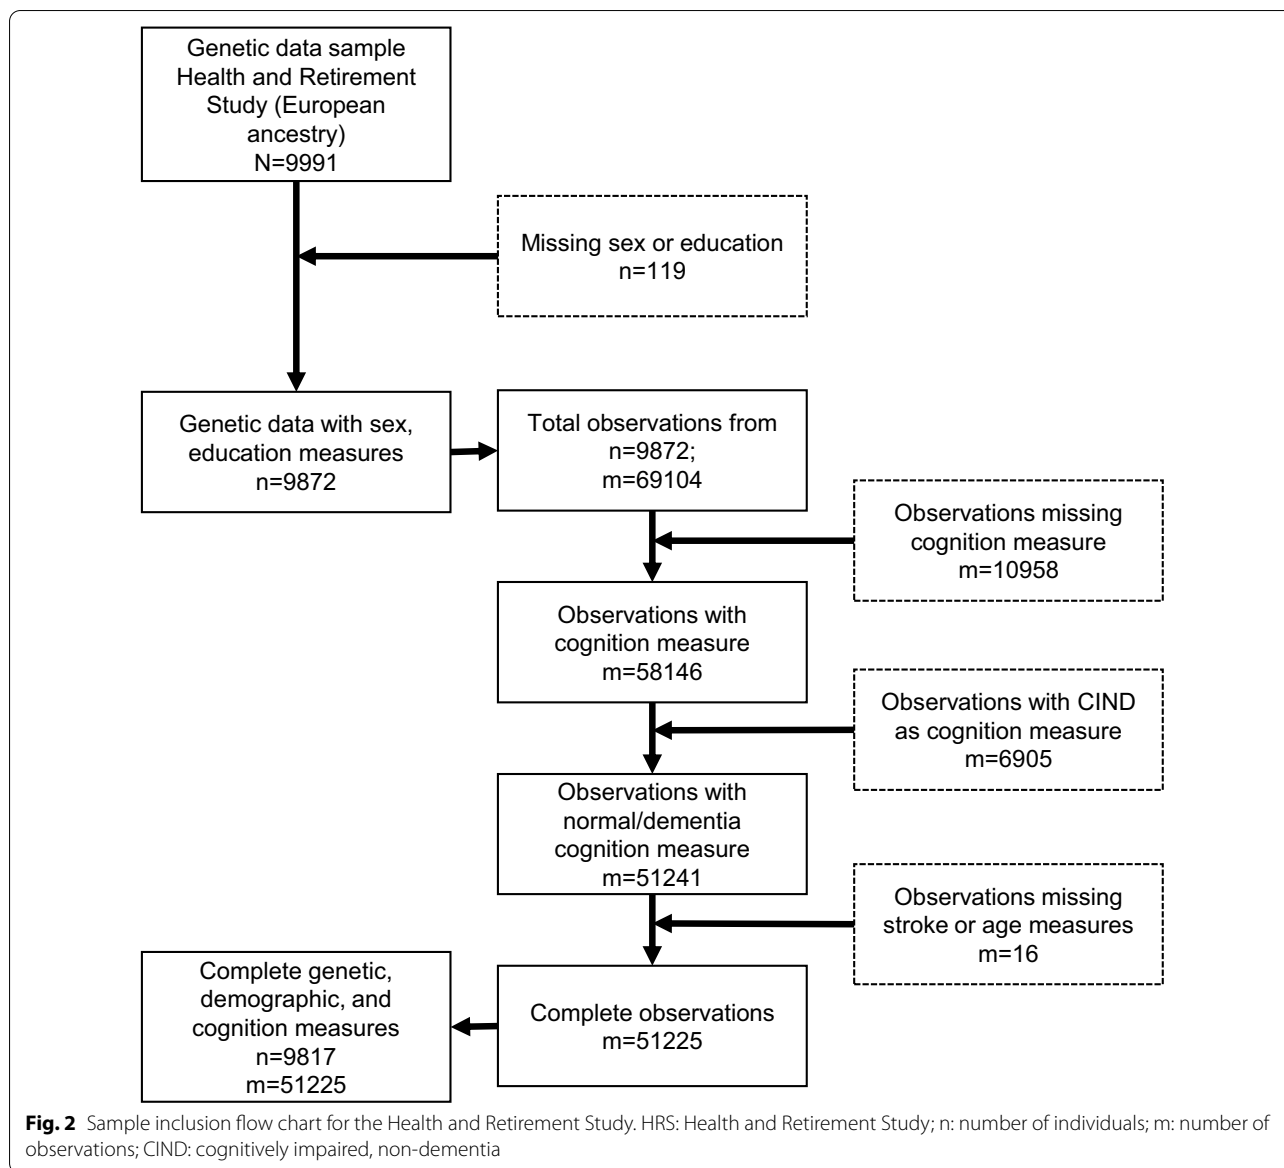 Genetic data sample
Health and Retirement
Study (European
ancestry)
N=9991
Missing sex or education
n=119
Genetic data with sex,
education measures
n=9872
Total observations from
n=9872;
m=69104
Observations missing
cognition measure
m=10958
Observations with
cognition measure
m=58146
Observations with CIND
as cognition measure
m=6905
Observations with
normal/dementia
cognition measure
m=51241
Observations missing
stroke or age measures
m=16
Complete observations
m=51225
Complete genetic,
demographic, and
cognition measures
n=9817
m=51225
Fig. 2 Sample inclusion flow chart for the Health and Retirement Study. HRS: Health and Retirement Study; n: number of individuals; m: number of
observations; CIND: cognitively impaired, non-dementia